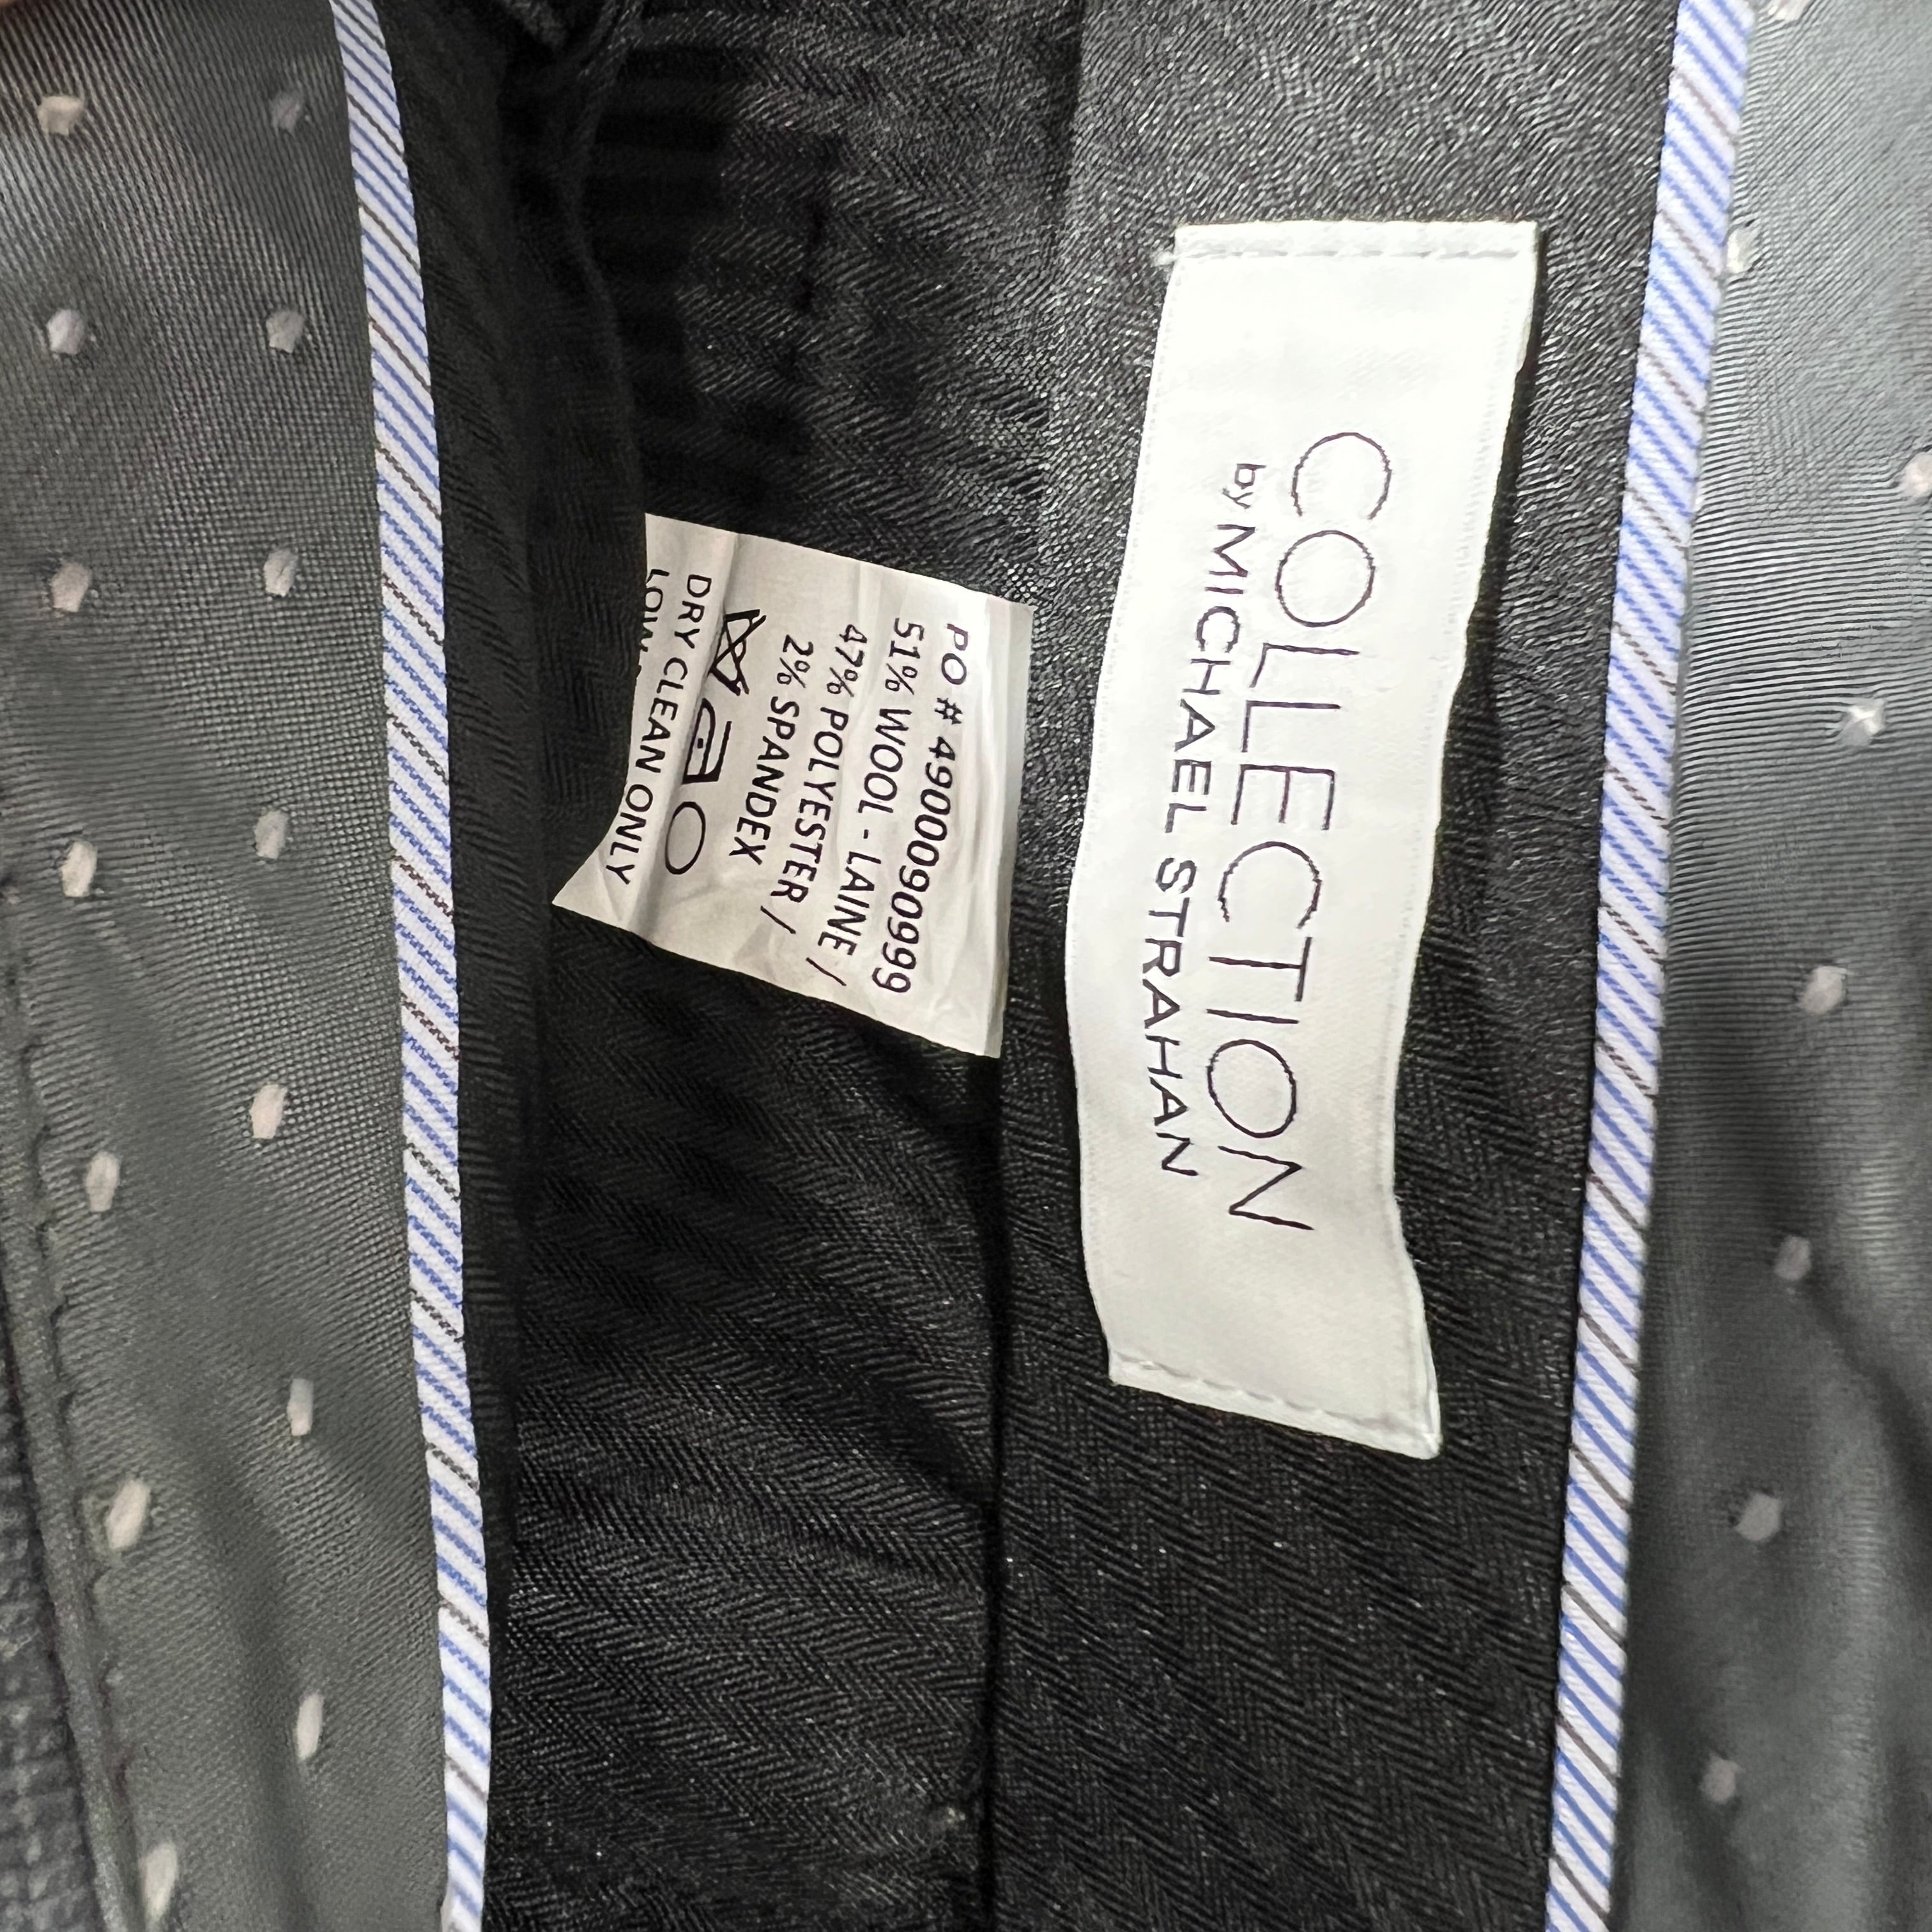 COLLECTION
by MICHAEL STRAHAN
PO # 4900090999
51% WOOL - LAINE /
47% POLYESTER /
2% SPANDEX
DRY CLEAN ONLY